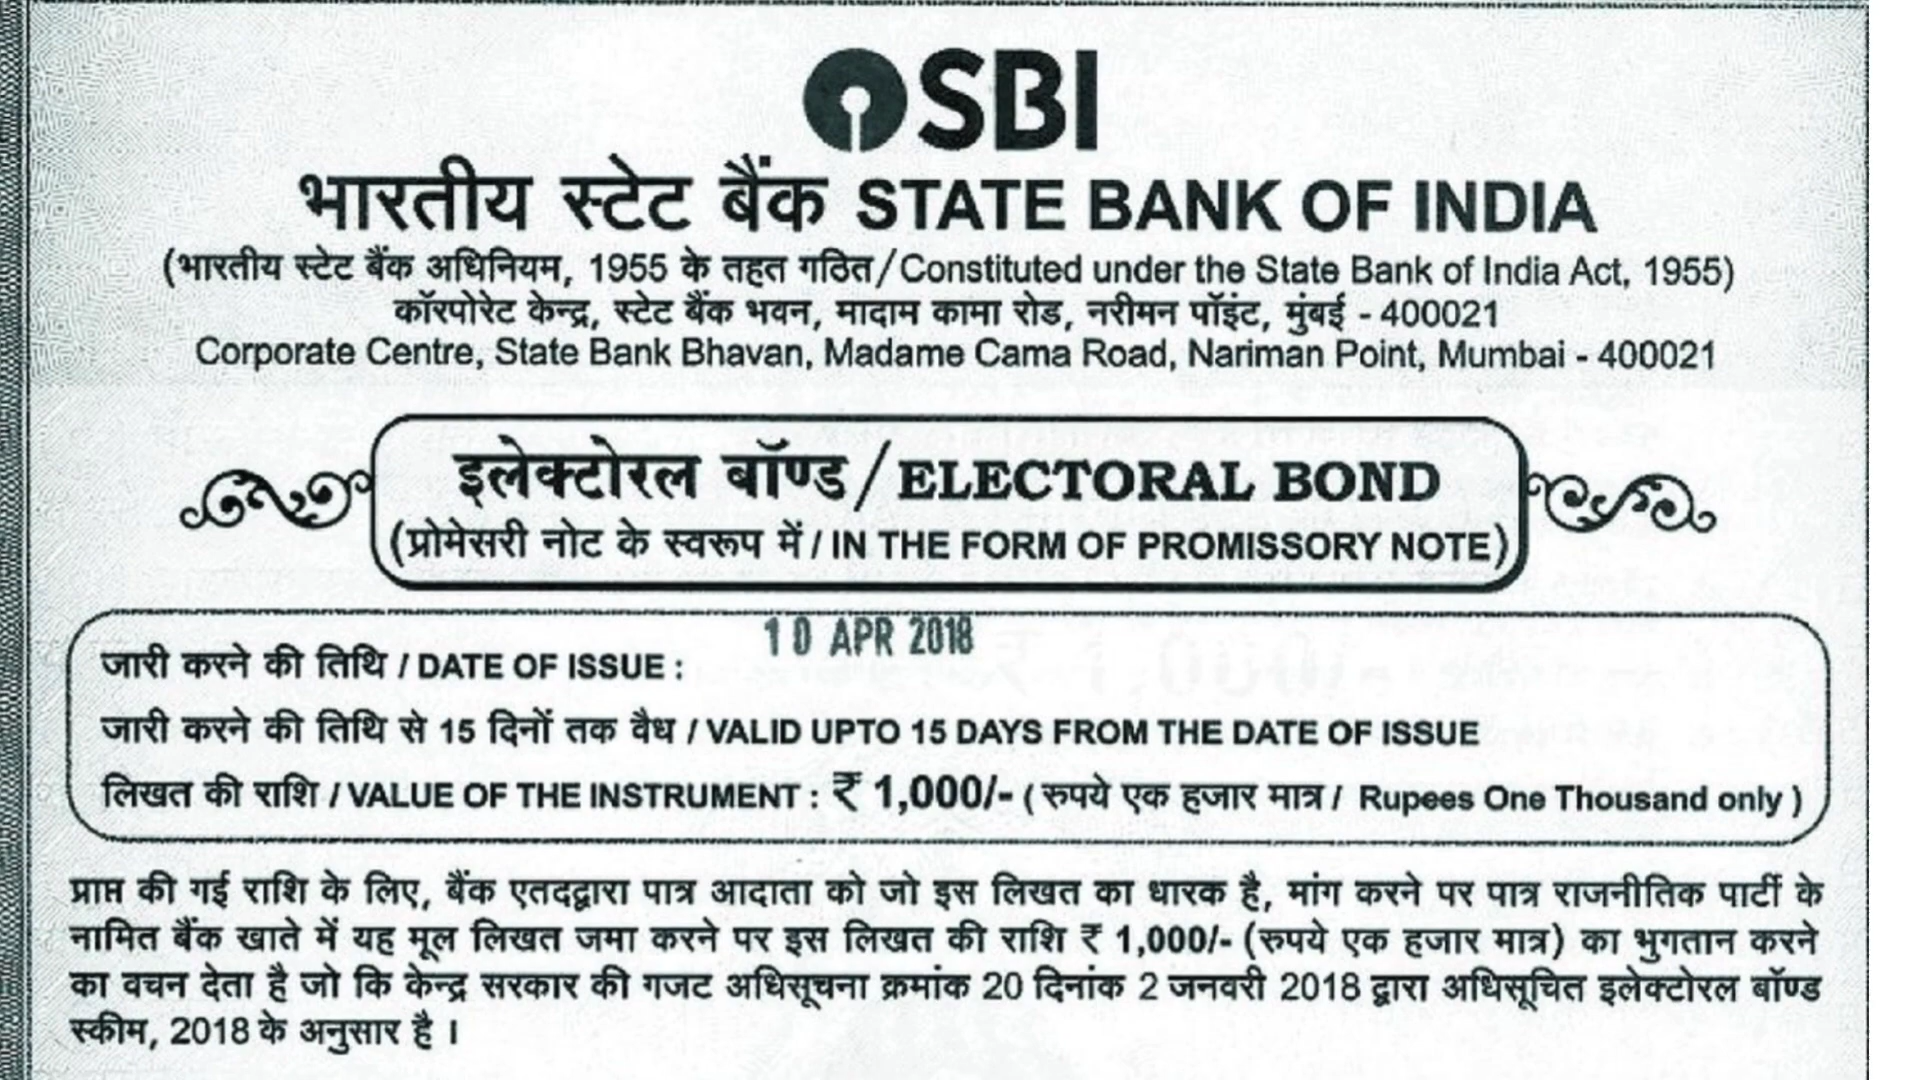 SBI
भारतीय स्टेट बैंक STATE BANK OF INDIA
(भारतीय स्टेट बैंक अधिनियम, 1955 के तहत गठित/Constituted under the State Bank of India Act, 1955)
कॉरपोरेट केन्द्र, स्टेट बैंक भवन, मादाम कामा रोड, नरीमन पॉइंट, मुंबई - 400021
Corporate Centre, State Bank Bhavan, Madame Cama Road, Nariman Point, Mumbai - 400021
इलेक्टोरल बॉण्ड/ELECTORAL BOND
(प्रोमेसरी नोट के स्वरूप में/IN THE FORM OF PROMISSORY NOTE)
10 APR 2018
जारी करने की तिथि / DATE OF ISSUE :
जारी करने की तिथि से 15 दिनों तक वैध / VALID UPTO 15 DAYS FROM THE DATE OF ISSUE
लिखत की राशि / VALUE OF THE INSTRUMENT : ₹ 1,000/- (रुपये एक हजार मात्र / Rupees One Thousand only )
प्राप्त की गई राशि के लिए, बैंक एतदद्वारा पात्र आदाता को जो इस लिखत का धारक है, मांग करने पर पात्र राजनीतिक पार्टी के
नामित बैंक खाते में यह मूल लिखत जमा करने पर इस लिखत की राशि ₹ 1,000/- (रुपये एक हजार मात्र) का भुगतान करने
का वचन देता है जो कि केन्द्र सरकार की गजट अधिसूचना क्रमांक 20 दिनांक 2 जनवरी 2018 द्वारा अधिसूचित इलेक्टोरल बॉण्ड
स्कीम, 2018 के अनुसार है ।